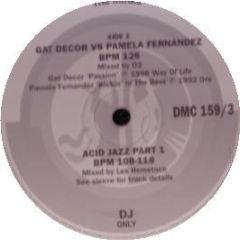 SIDE 2
GAT DECOR VS PAMELA FERNANDEZ
BPM 126
Mixed by D2
Gat Decor 'Passion' ℗ 1996 Way Of Life
Pamela Fernandez 'Kickin' In The Beat' ℗ 1992 Ore
DMC 159/3
ACID JAZZ PART 1
BPM 108-118
Mixed by Les Hemstock
See sleeve for track details
DJ
ONLY